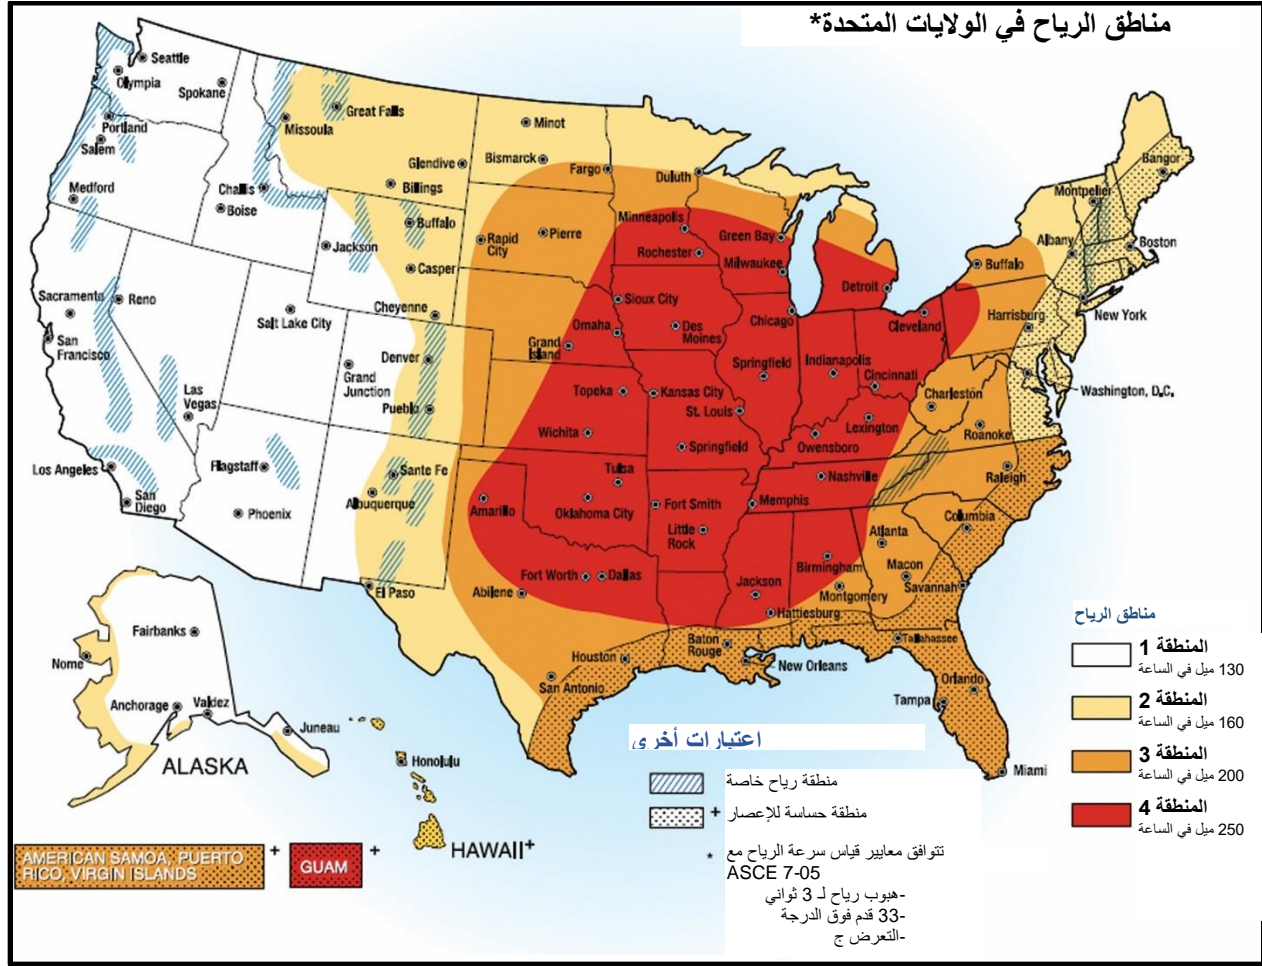 مناطق الرياح في الولايات المتحدة*
Seattle
Olympia
Spokane
Portland
Salem
Medford
Great Falls
Missoula
Glendive
Billings
Challis
Boise
Buffalo
Jackson
Casper
Cheyenne
Minot
Bismarck
Fargo
Duluth
Rapid
City
Pierre
Minneapolis
Rochester
Green Bay
Milwaukee
Detroit
Buffalo
Albany
Montpelier
Bangor
Boston
New York
Harrisburg
Washington, D.C.
Cleveland
Chicago
Sioux City
Omaha
Des
Moines
Grand
Island
Sacramento
Reno
San
Francisco
Salt Lake City
Las
Vegas
Grand
Junction
Denver
Pueblo
Topeka
Kansas City
St. Louis
Springfield
Indianapolis
Cincinnati
Charleston
Roanoke
Lexington
Owensboro
Wichita
Springfield
Nashville
Raleigh
Los Angeles
San
Diego
Flagstaff
Phoenix
Sante Fe
Albuquerque
Amarillo
Tulsa
Oklahoma City
Fort Smith
Little
Rock
Memphis
Atlanta
Columbia
Macon
Savannah
Birmingham
Montgomery
El Paso
Abilene
Fort Worth
Dallas
Jackson
Hattiesburg
Baton
Rouge
New Orleans
Houston
San Antonio
Tallahassee
Orlando
Tampa
Miami
Fairbanks
Nome
Anchorage
Valdez
Juneau
ALASKA
Honolulu
HAWAII+
AMERICAN SAMOA, PUERTO
RICO, VIRGIN ISLANDS
+
GUAM
+
مناطق الرياح
المنطقة 1
130 ميل في الساعة
المنطقة 2
160 ميل في الساعة
المنطقة 3
200 ميل في الساعة
المنطقة 4
250 ميل في الساعة
اعتبارات أخرى
منطقة رياح خاصة
+ منطقة حساسة للإعصار
* تتوافق معايير قياس سرعة الرياح مع
ASCE 7-05
-هبوب رياح لـ 3 ثواني
-33 قدم فوق الدرجة
-التعرض ج